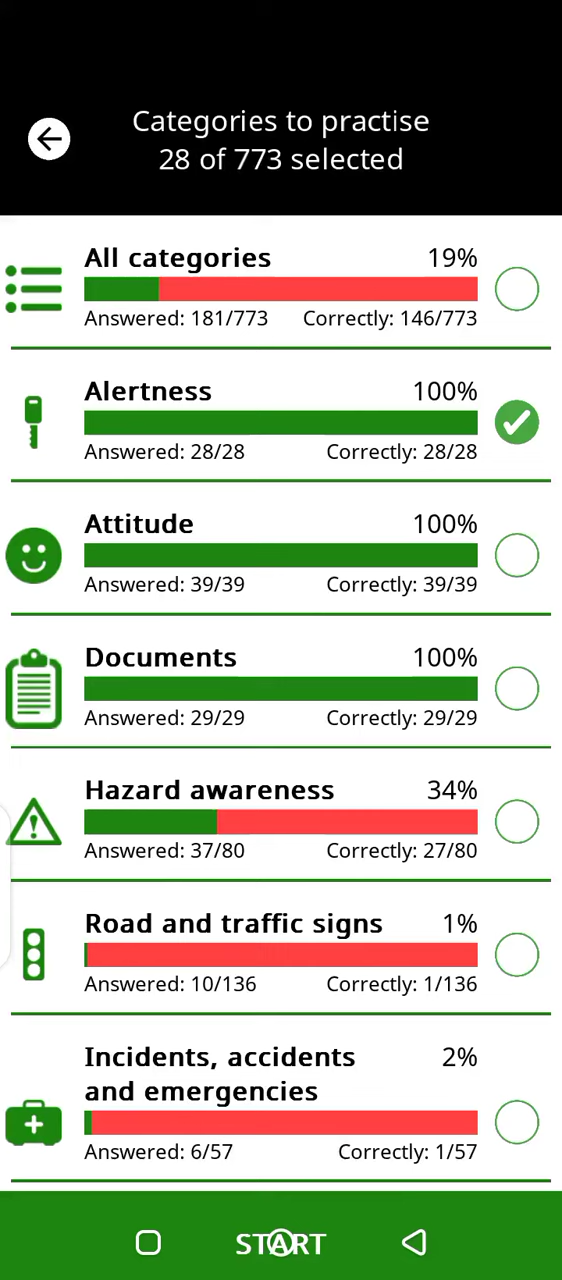 Categories to practise
28 of 773 selected
All categories 19%
Answered: 181/773 Correctly: 146/773
Alertness 100%
Answered: 28/28 Correctly: 28/28
Attitude 100%
Answered: 39/39 Correctly: 39/39
Documents 100%
Answered: 29/29 Correctly: 29/29
Hazard awareness 34%
Answered: 37/80 Correctly: 27/80
Road and traffic signs 1%
Answered: 10/136 Correctly: 1/136
Incidents, accidents 2%
and emergencies
Answered: 6/57 Correctly: 1/57
START